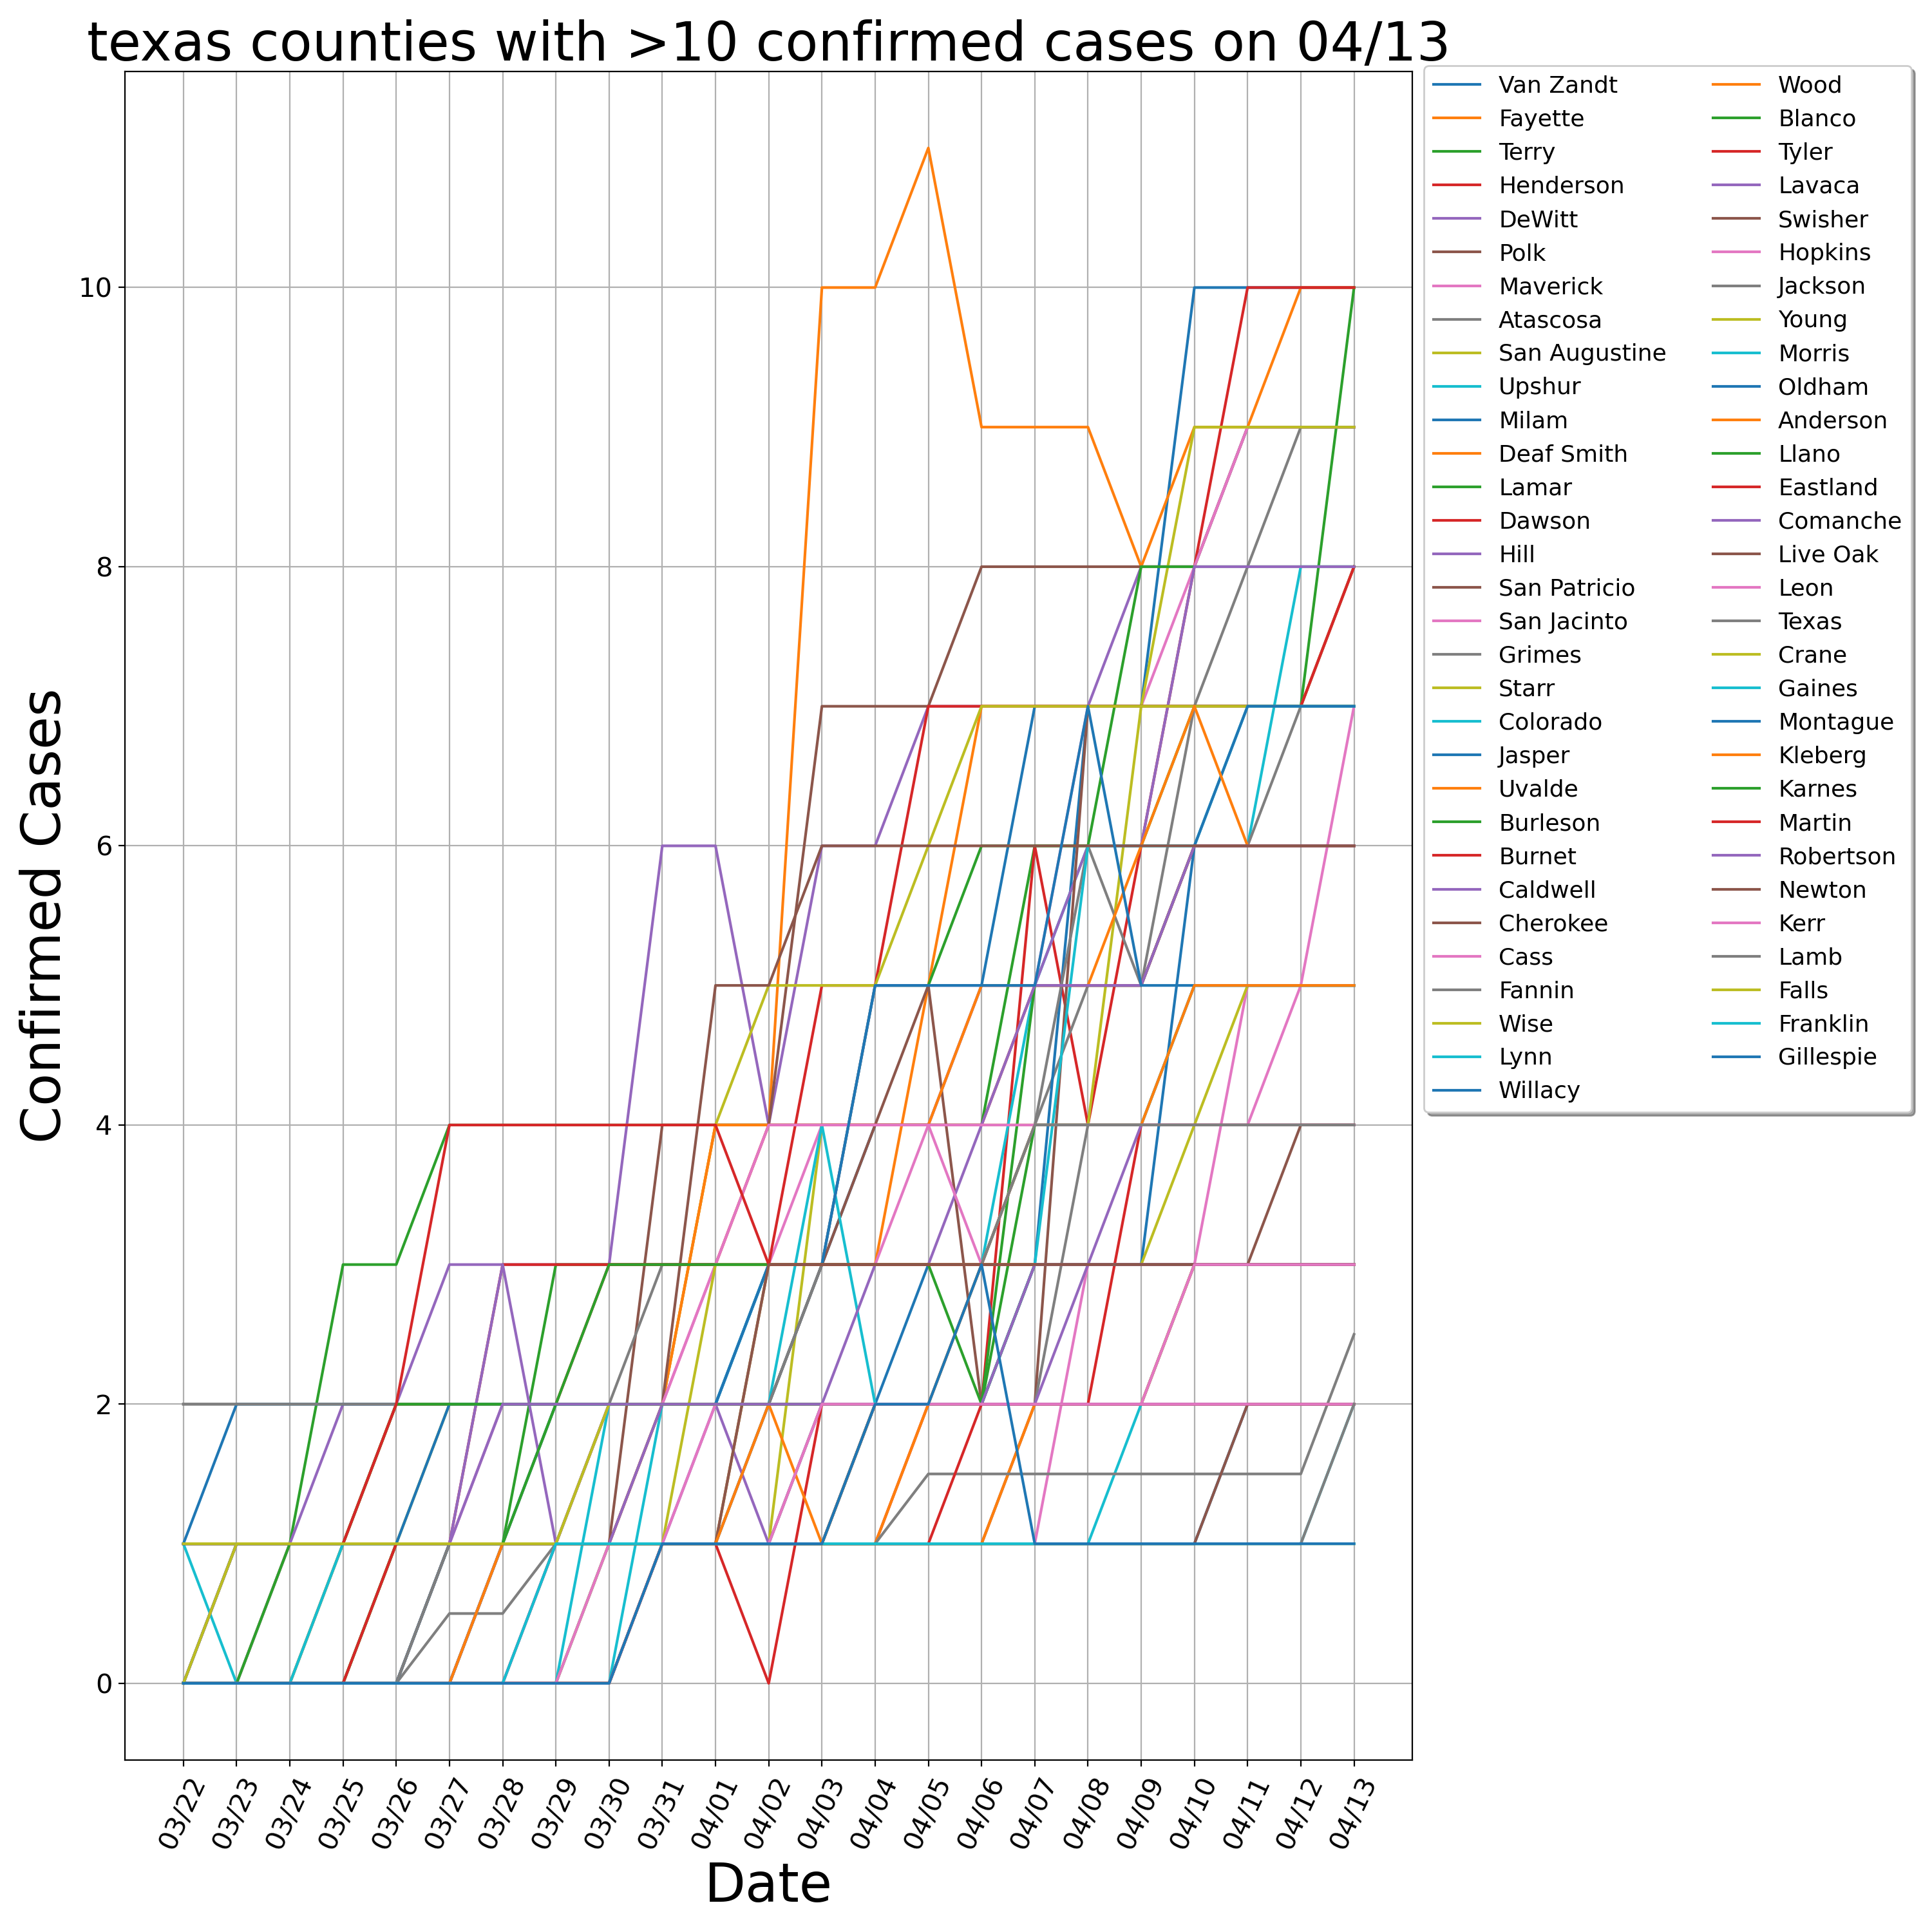 texas counties with >10 confirmed cases on 04/13
Confirmed Cases
10
8
6
4
2
0
03/22
03/23
03/24
03/25
03/26
03/27
03/28
03/29
03/30
03/31
04/01
04/02
04/03
04/04
04/05
04/06
04/07
04/08
04/09
04/10
04/11
04/12
04/13
Date
Van Zandt
Fayette
Terry
Henderson
DeWitt
Polk
Maverick
Atascosa
San Augustine
Upshur
Milam
Deaf Smith
Lamar
Dawson
Hill
San Patricio
San Jacinto
Grimes
Starr
Colorado
Jasper
Uvalde
Burleson
Burnet
Caldwell
Cherokee
Cass
Fannin
Wise
Lynn
Willacy
Wood
Blanco
Tyler
Lavaca
Swisher
Hopkins
Jackson
Young
Morris
Oldham
Anderson
Llano
Eastland
Comanche
Live Oak
Leon
Texas
Crane
Gaines
Montague
Kleberg
Karnes
Martin
Robertson
Newton
Kerr
Lamb
Falls
Franklin
Gillespie